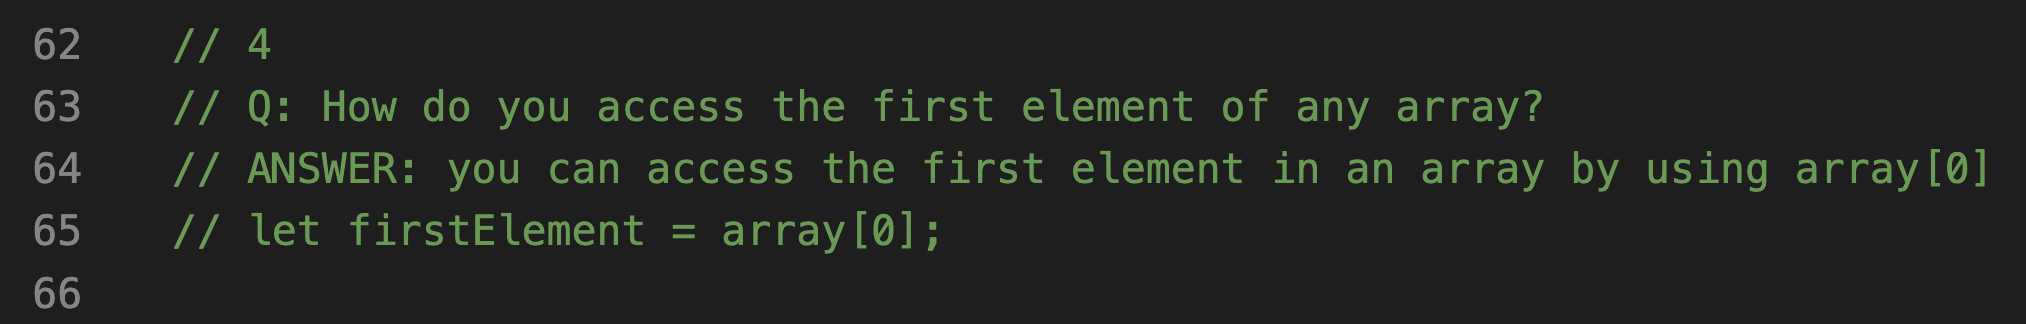 62 // 4
63 // Q: How do you access the first element of any array?
64 // ANSWER: you can access the first element in an array by using array[0]
65 // let firstElement = array[0];
66